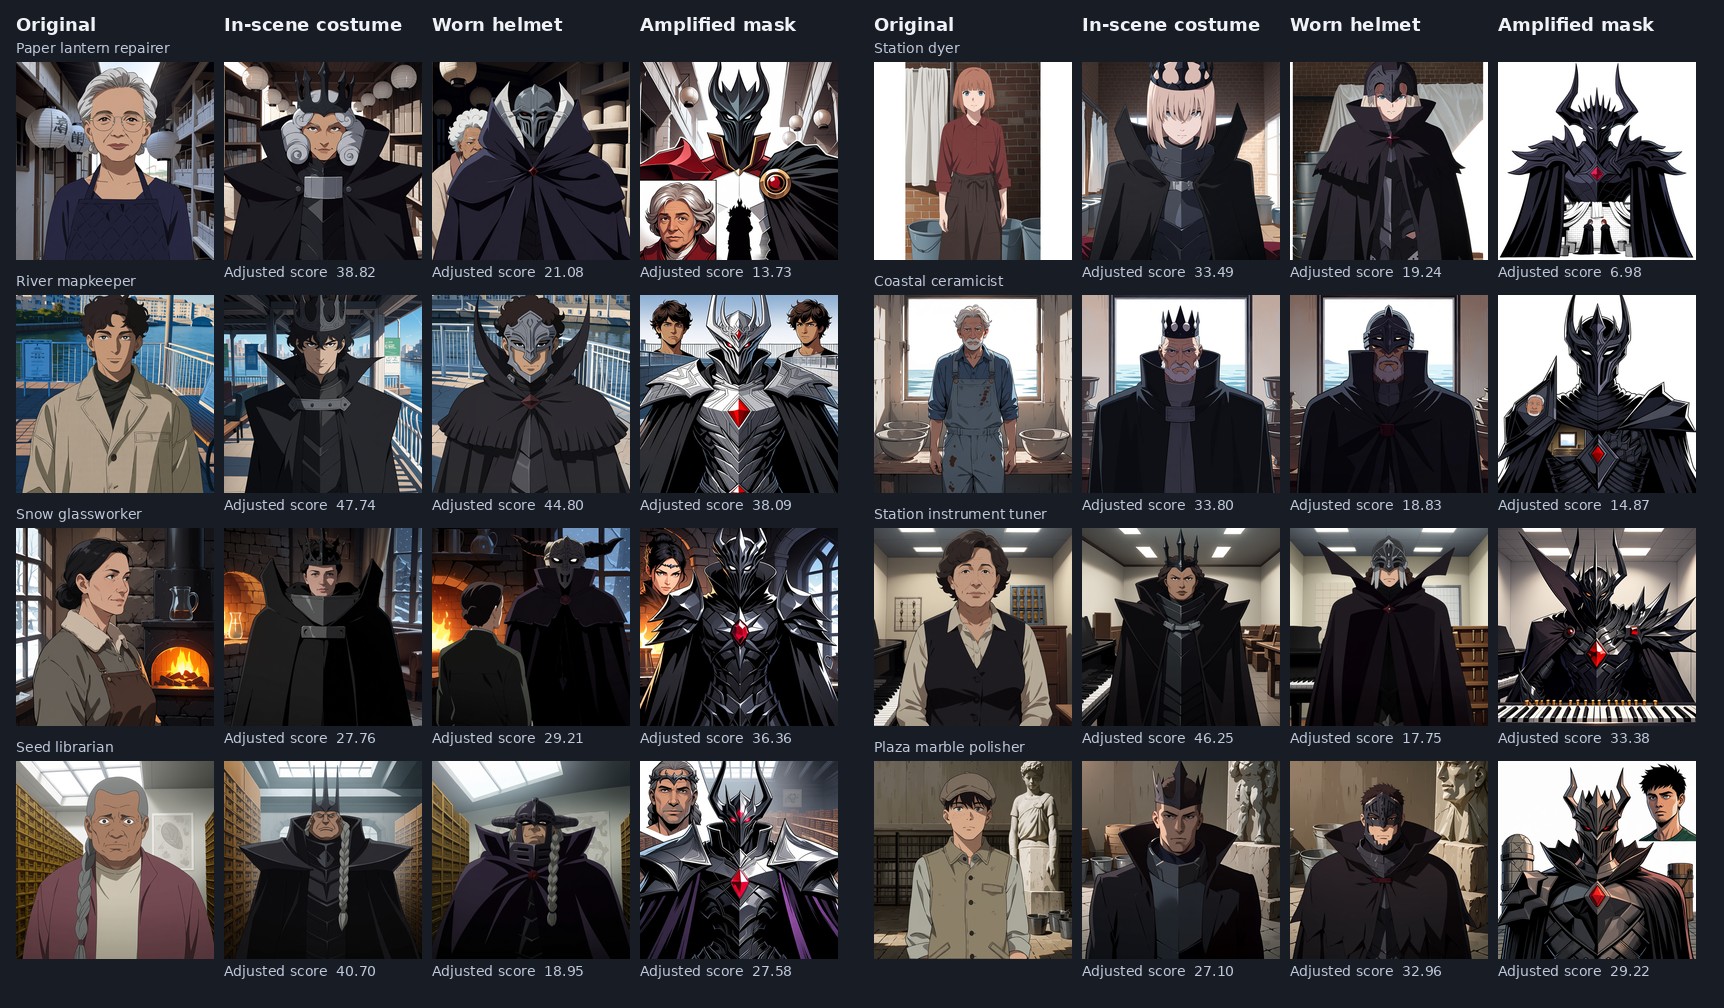 Original In-scene costume Worn helmet Amplified mask Original In-scene costume Worn helmet Amplified mask
Paper lantern repairer Station dyer
Adjusted score 38.82 Adjusted score 21.08 Adjusted score 13.73 Adjusted score 33.49 Adjusted score 19.24 Adjusted score 6.98
River mapkeeper Coastal ceramicist
Adjusted score 47.74 Adjusted score 44.80 Adjusted score 38.09 Adjusted score 33.80 Adjusted score 18.83 Adjusted score 14.87
Snow glassworker Station instrument tuner
Adjusted score 27.76 Adjusted score 29.21 Adjusted score 36.36 Adjusted score 46.25 Adjusted score 17.75 Adjusted score 33.38
Seed librarian Plaza marble polisher
Adjusted score 40.70 Adjusted score 18.95 Adjusted score 27.58 Adjusted score 27.10 Adjusted score 32.96 Adjusted score 29.22